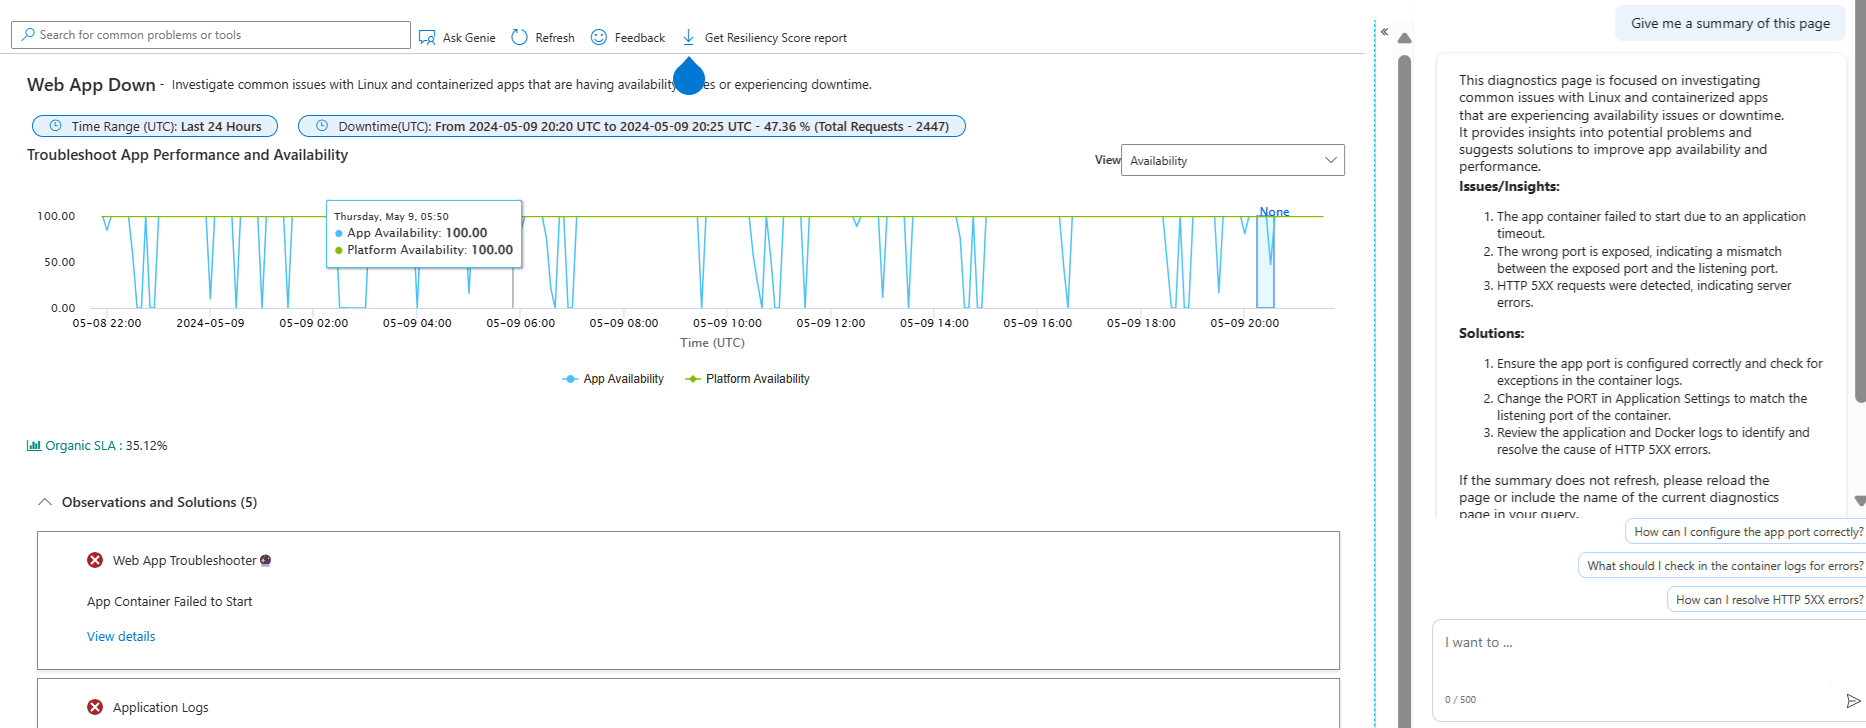 Search for common problems or tools
Ask Genie
Refresh
Feedback
Get Resiliency Score report
Web App Down - Investigate common issues with Linux and containerized apps that are having availability es or experiencing downtime.
Time Range (UTC): Last 24 Hours
Downtime(UTC): From 2024-05-09 20:20 UTC to 2024-05-09 20:25 UTC - 47.36 % (Total Requests - 2447)
Troubleshoot App Performance and Availability
View
Availability
100.00
50.00
0.00
Thursday, May 9, 05:50
App Availability: 100.00
Platform Availability: 100.00
None
05-08 22:00
2024-05-09
05-09 02:00
05-09 04:00
05-09 06:00
05-09 08:00
05-09 10:00
05-09 12:00
05-09 14:00
05-09 16:00
05-09 18:00
05-09 20:00
Time (UTC)
App Availability
Platform Availability
Organic SLA : 35.12%
Observations and Solutions (5)
Web App Troubleshooter
App Container Failed to Start
View details
Application Logs
«
Give me a summary of this page
This diagnostics page is focused on investigating
common issues with Linux and containerized apps
that are experiencing availability issues or downtime.
It provides insights into potential problems and
suggests solutions to improve app availability and
performance.
Issues/Insights:
1. The app container failed to start due to an application
timeout.
2. The wrong port is exposed, indicating a mismatch
between the exposed port and the listening port.
3. HTTP 5XX requests were detected, indicating server
errors.
Solutions:
1. Ensure the app port is configured correctly and check for
exceptions in the container logs.
2. Change the PORT in Application Settings to match the
listening port of the container.
3. Review the application and Docker logs to identify and
resolve the cause of HTTP 5XX errors.
If the summary does not refresh, please reload the
page or include the name of the current diagnostics
page in your query.
How can I configure the app port correctly?
What should I check in the container logs for errors?
How can I resolve HTTP 5XX errors?
I want to ...
0 / 500